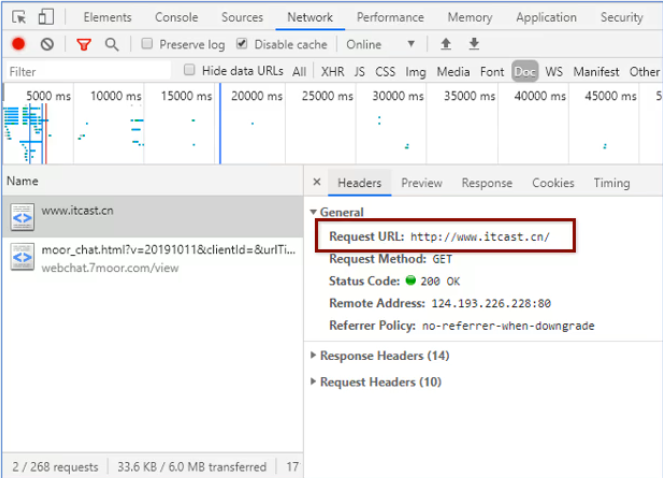 Elements Console Sources Network Performance Memory Application Security
Preserve log Disable cache Online
Filter Hide data URLs All XHR JS CSS Img Media Font Doc WS Manifest Other
5000 ms 10000 ms 15000 ms 20000 ms 25000 ms 30000 ms 35000 ms 40000 ms 45000 ms 5
Name × Headers Preview Response Cookies Timing
www.itcast.cn
moor_chat.html?v=20191011&clientId=&urlTi...
webchat.7moor.com/view
General
Request URL: http://www.itcast.cn/
Request Method: GET
Status Code: 200 OK
Remote Address: 124.193.226.228:80
Referrer Policy: no-referrer-when-downgrade
Response Headers (14)
Request Headers (10)
2 / 268 requests 33.6 KB / 6.0 MB transferred 17